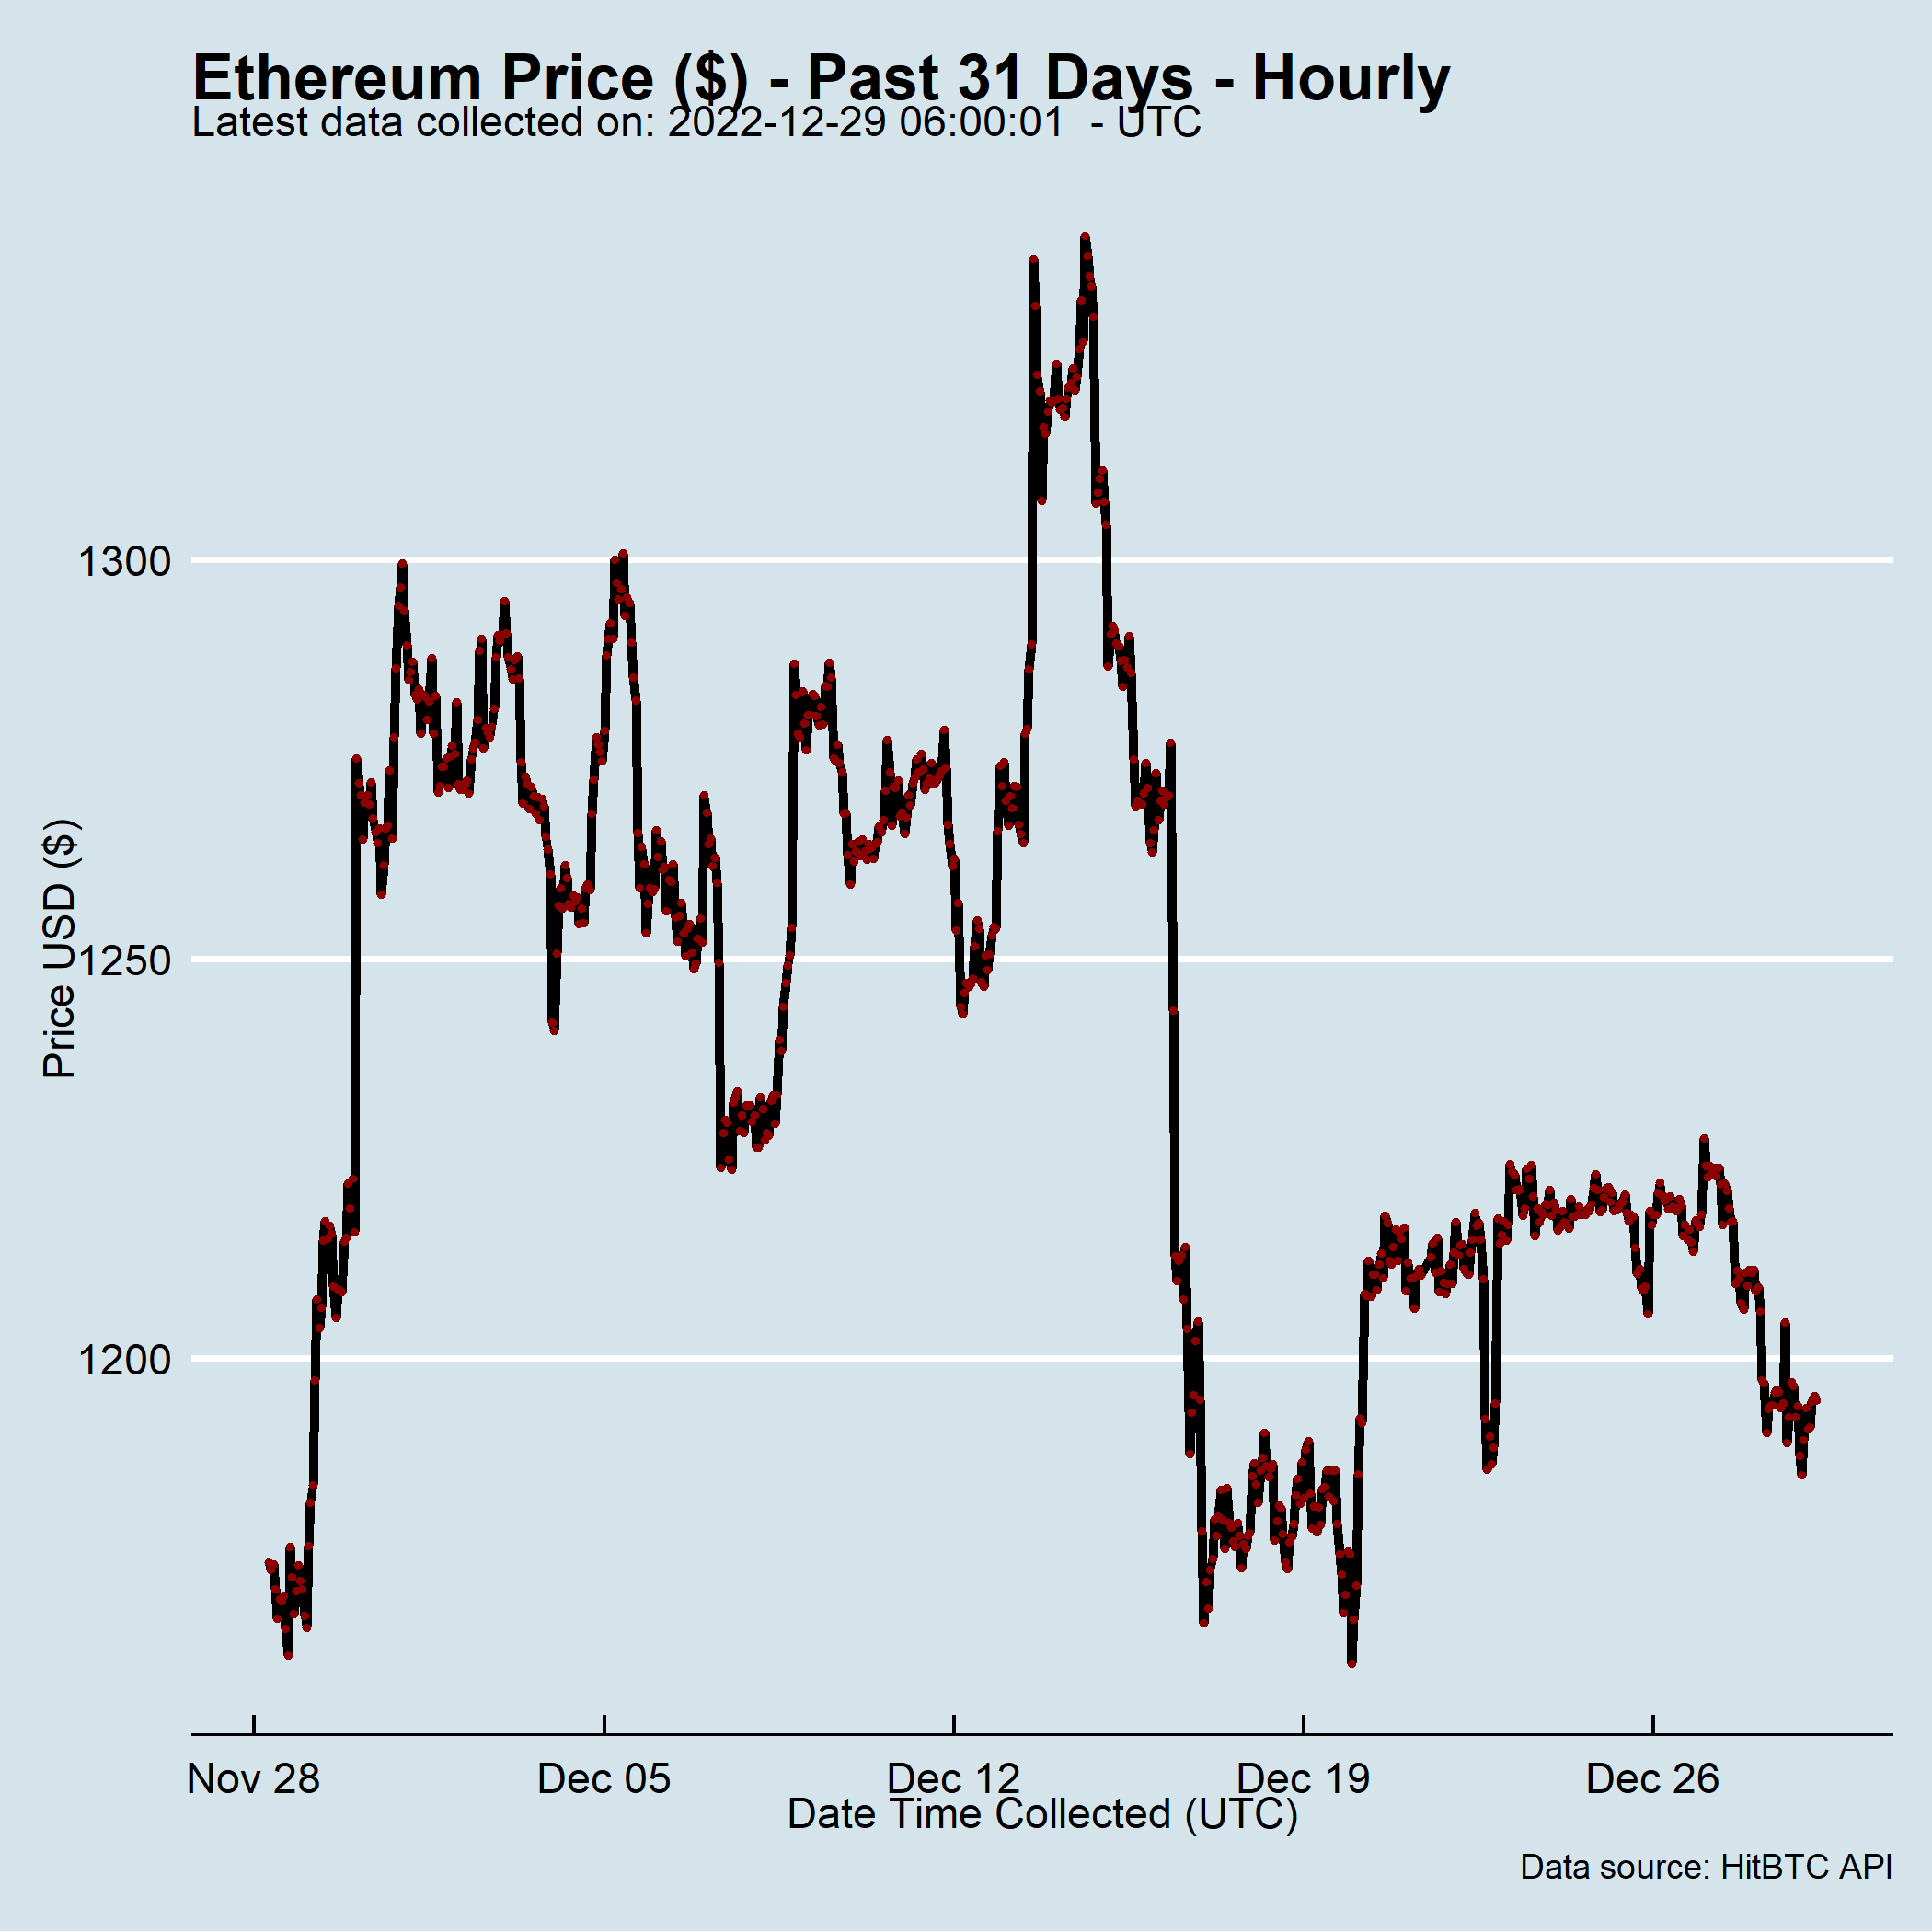 Ethereum Price ($) - Past 31 Days - Hourly
Latest data collected on: 2022-12-29 06:00:01  - UTC
Price USD ($)
1300
1250
1200
Nov 28
Dec 05
Dec 12
Dec 19
Dec 26
Date Time Collected (UTC)
Data source: HitBTC API